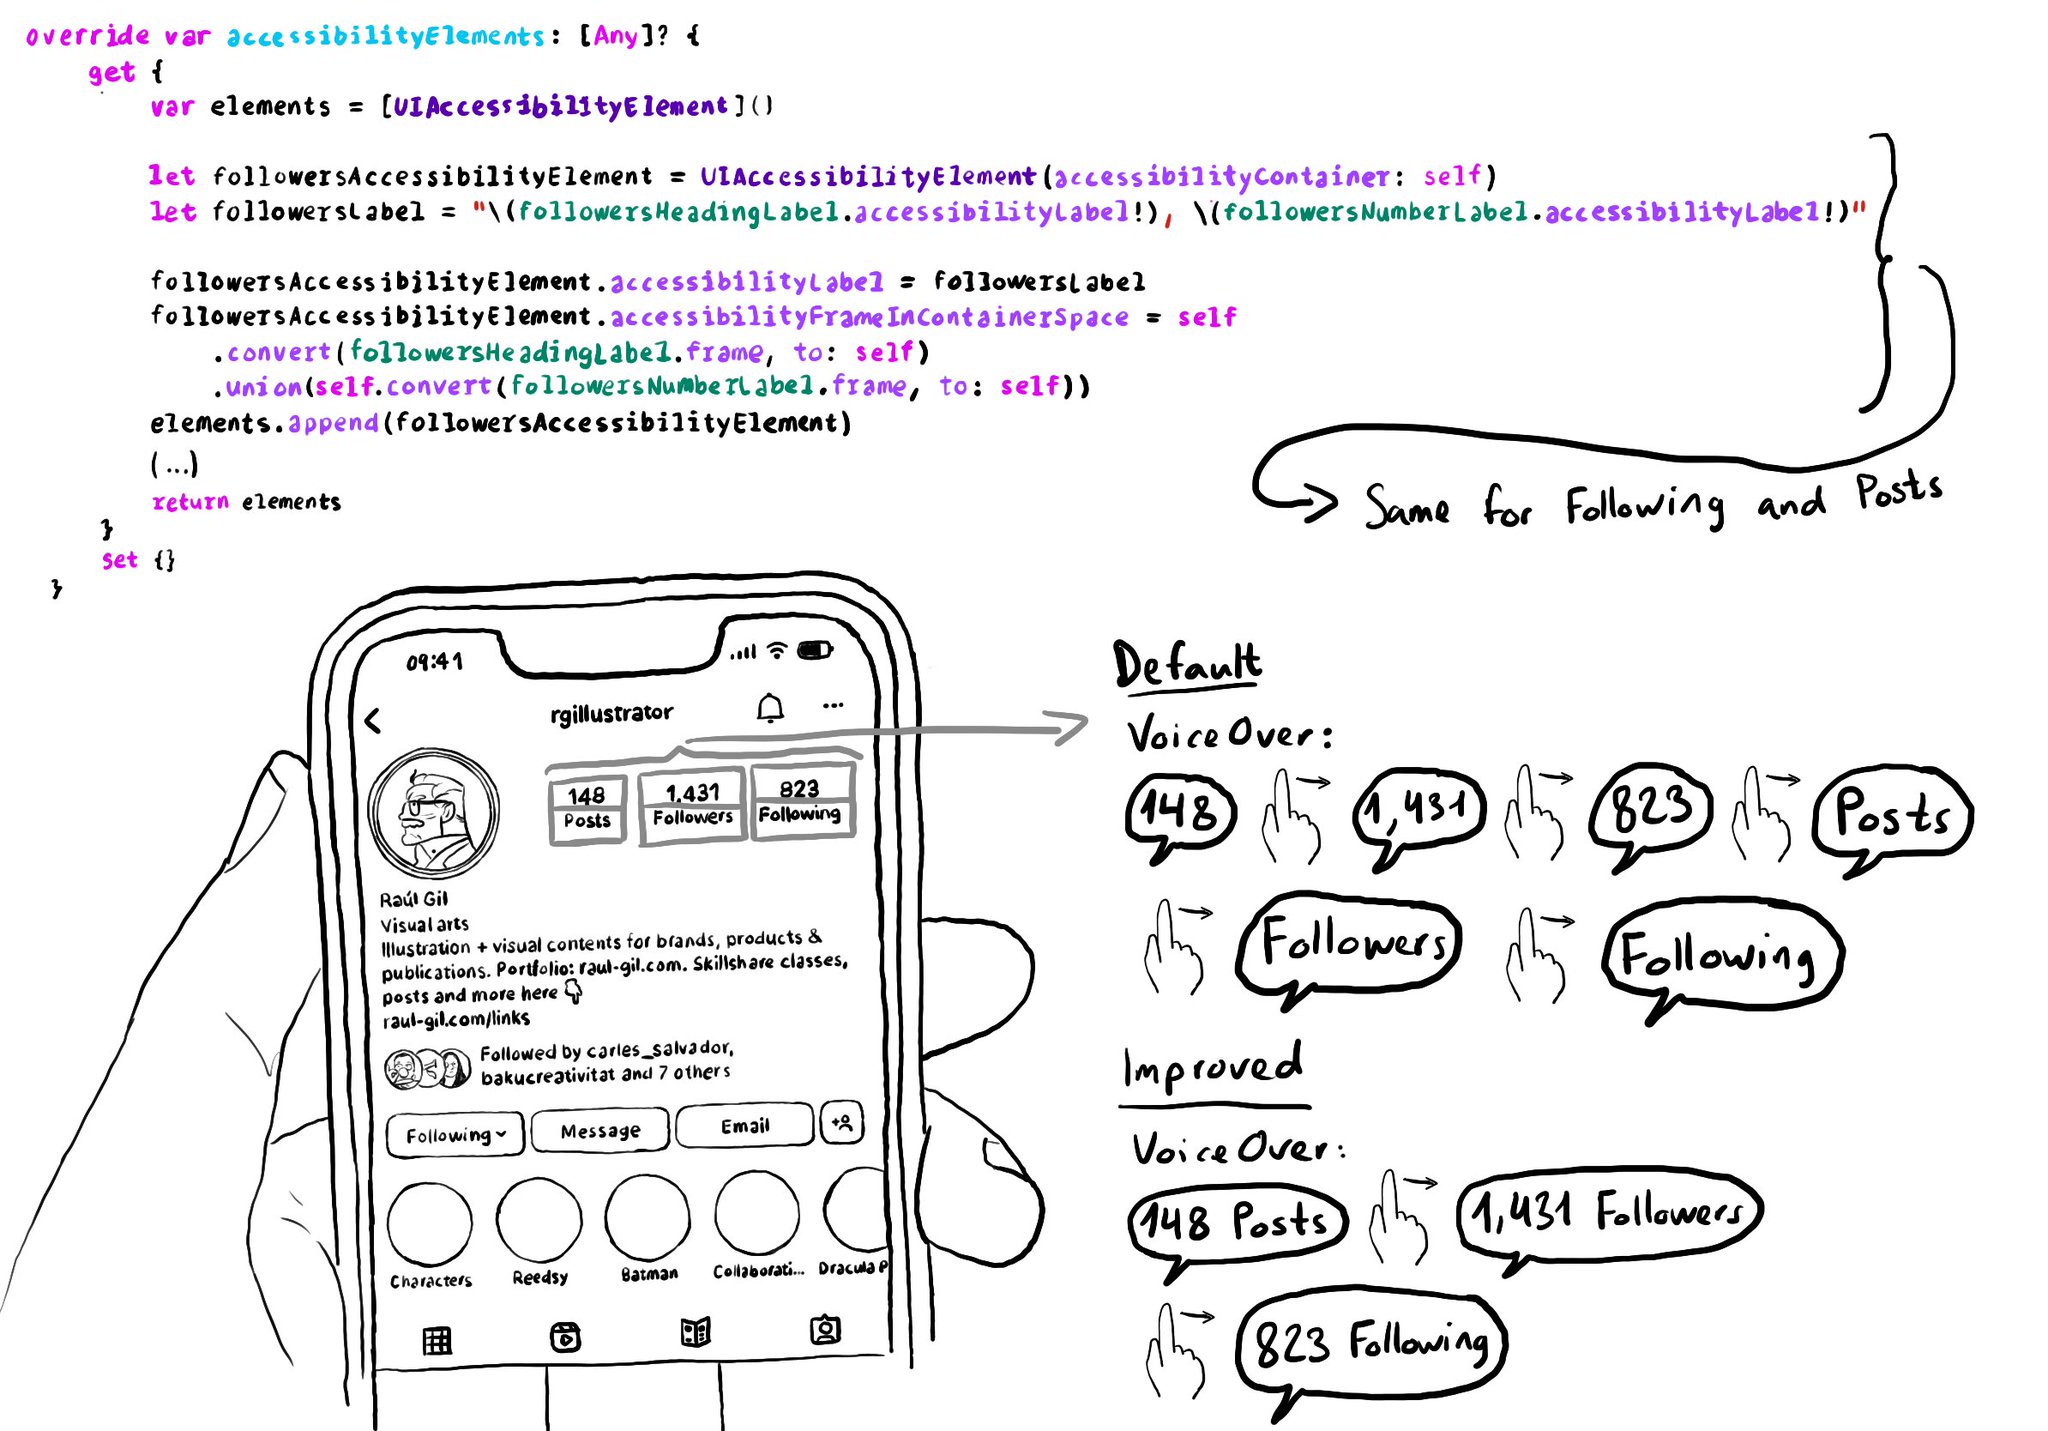 override var accessibilityElements: [Any]? {
get {
var elements = [UIAccessibilityElement]()
let followersAccessibilityElement = UIAccessibilityElement(accessibilityContainer: self)
let followersLabel = "\(followersHeadingLabel.accessibilityLabel!), \(followersNumberLabel.accessibilityLabel!)"
followersAccessibilityElement.accessibilityLabel = followersLabel
followersAccessibilityElement.accessibilityFrameInContainerSpace = self
.convert(followersHeadingLabel.frame, to: self)
.union(self.convert(followersNumberLabel.frame, to: self))
elements.append(followersAccessibilityElement)
(...)
return elements
}
set {}
}
Same for Following and Posts
09:41
rgillustrator
148
Posts
1.431
Followers
823
Following
Raúl Gil
Visual arts
Illustration + visual contents for brands, products &
publications. Portfolio: raul-gil.com. Skillshare classes,
posts and more here
raul-gil.com/links
Followed by carles_salvador,
bakucreativitat and 7 others
Following
Message
Email
Characters
Reedsy
Batman
Collaborati...
Dracula P
Default
VoiceOver:
148
1,431
823
Posts
Followers
Following
Improved
VoiceOver:
148 Posts
1,431 Followers
823 Following